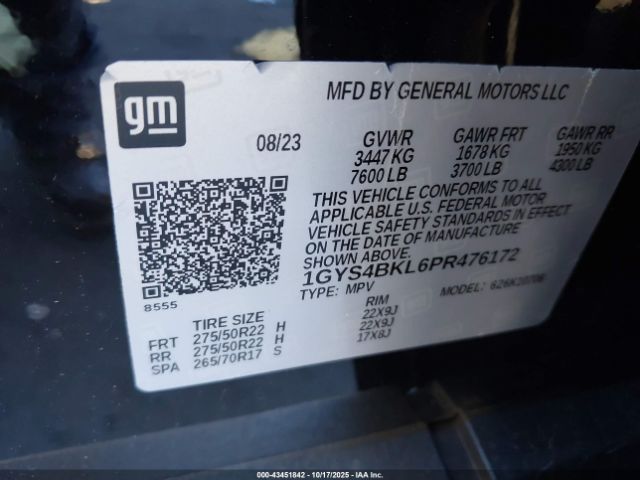 gm
MFD BY GENERAL MOTORS LLC
08/23 GVWR GAWR FRT GAWR RR
3447 KG 1678 KG 1950 KG
7600 LB 3700 LB 4300 LB
THIS VEHICLE CONFORMS TO ALL
APPLICABLE U.S. FEDERAL MOTOR
VEHICLE SAFETY STANDARDS IN EFFECT
ON THE DATE OF MANUFACTURE
SHOWN ABOVE.
1GYS4BKL6PR476172
TYPE: MPV MODEL: 626K10706
8555
TIRE SIZE RIM
FRT 275/50R22 H 22X9J
RR 275/50R22 H 22X9J
SPA 265/70R17 S 17X8J
000-43451842 - 10/17/2025 - IAA Inc.